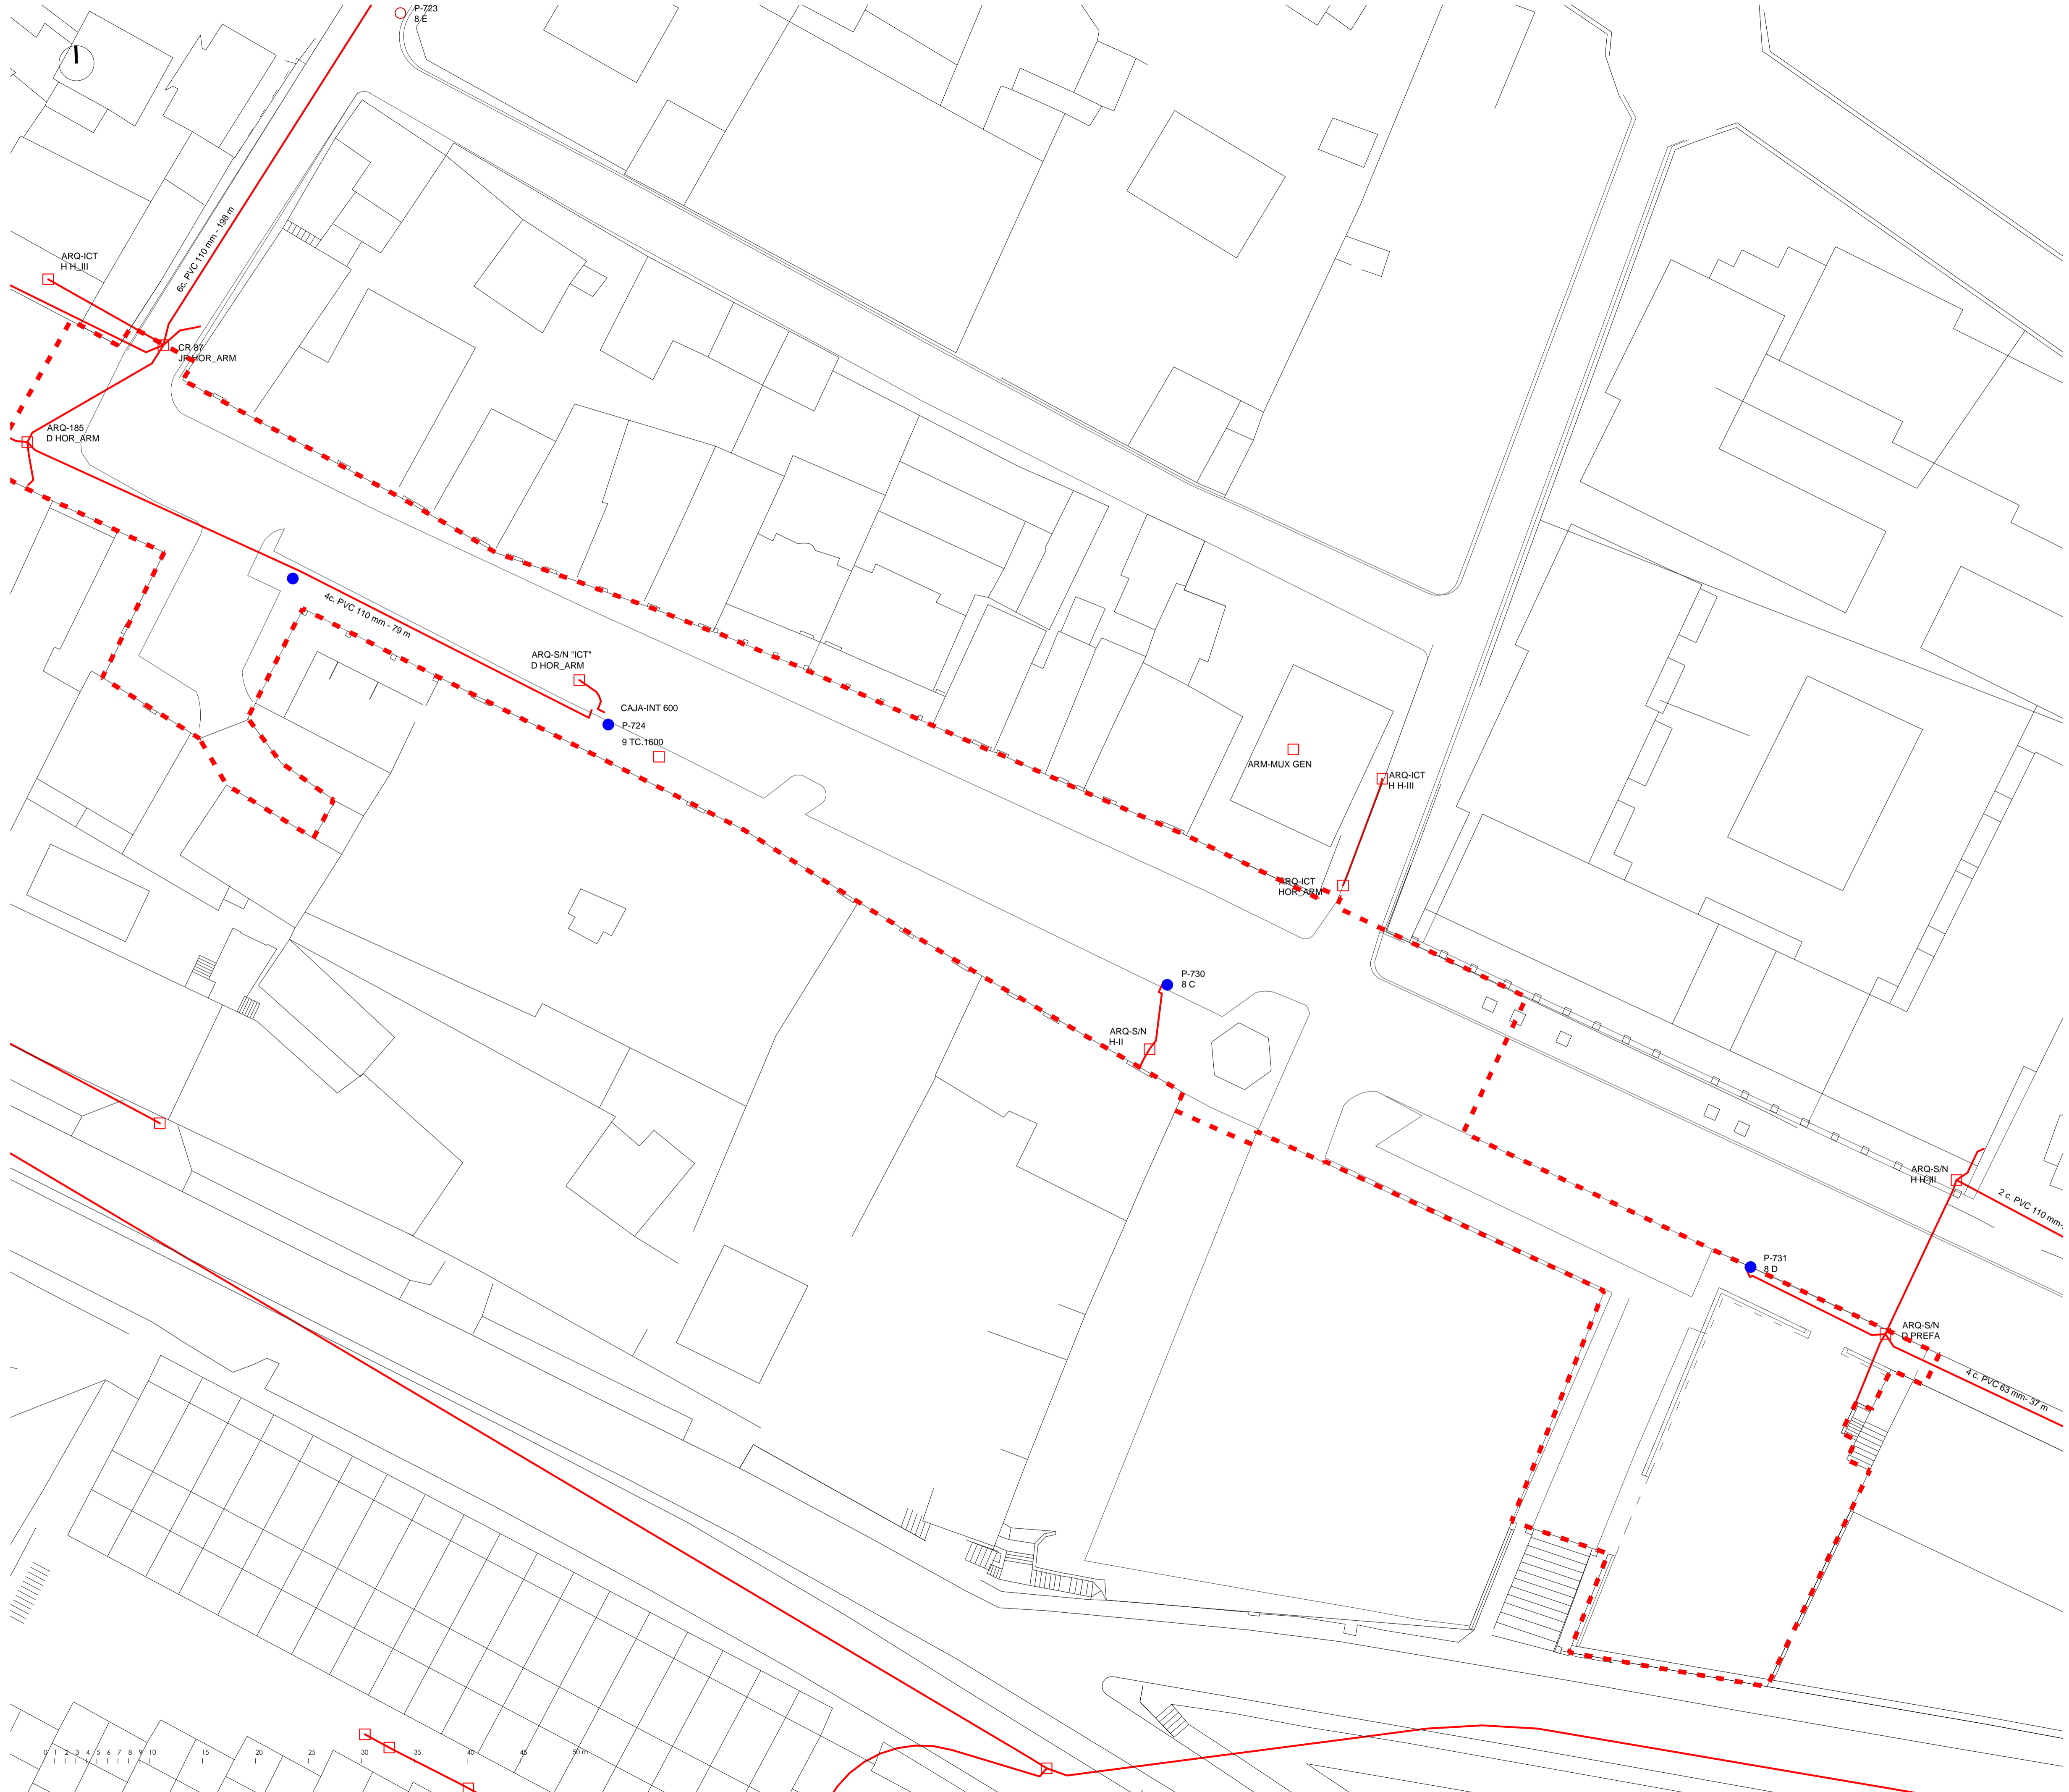 P-723
8 E
6c. PVC 110 mm - 198 m
ARQ-ICT
H H_III
CR 87
JR HOR_ARM
ARQ-185
D HOR_ARM
4c. PVC 110 mm - 79 m
ARQ-S/N "ICT"
D HOR_ARM
CAJA-INT 600
P-724
9 TC.1600
ARM-MUX GEN
ARQ-ICT
H H-III
ARQ-ICT
HOR_ARM
P-730
8 C
ARQ-S/N
H-II
ARQ-S/N
H H-III
2 c. PVC 110 mm-
P-731
8 D
ARQ-S/N
D PREFA
4 c. PVC 63 mm- 37 m
0 1 2 3 4 5 6 7 8 9 10 15 20 25 30 35 40 45 50 m